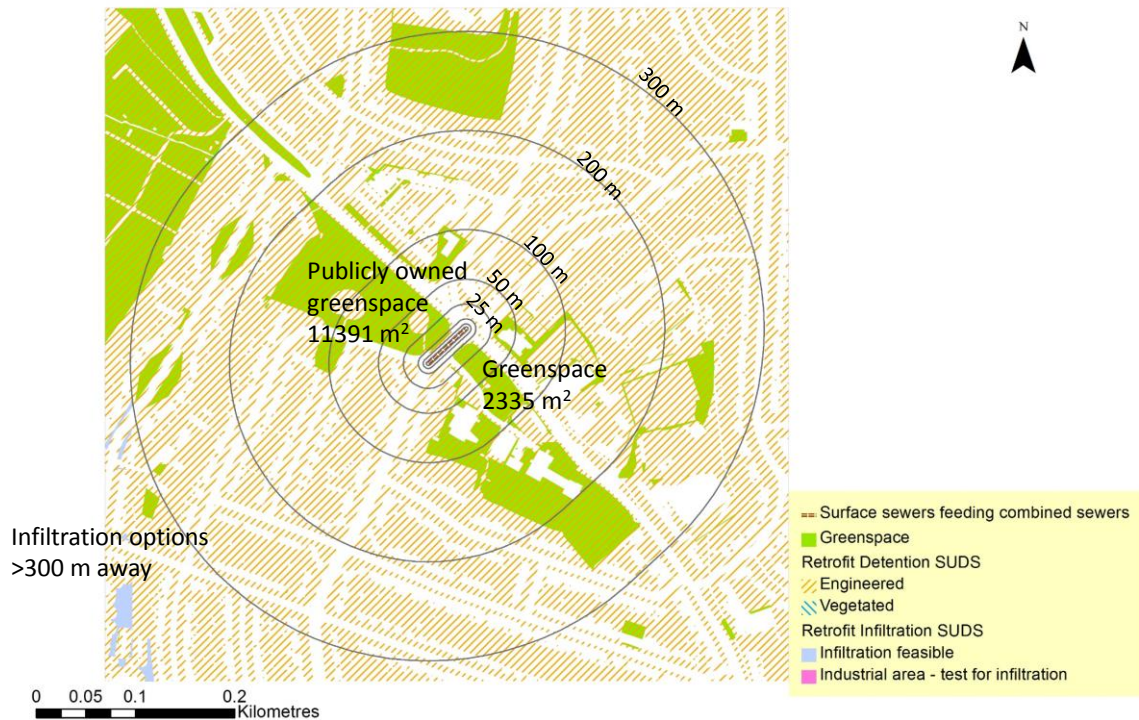 N
300 m
200 m
100 m
50 m
25 m
Publicly owned
greenspace
11391 m²
Greenspace
2335 m²
Infiltration options
>300 m away
Surface sewers feeding combined sewers
Greenspace
Retrofit Detention SUDS
Engineered
Vegetated
Retrofit Infiltration SUDS
Infiltration feasible
Industrial area - test for infiltration
0 0.05 0.1 0.2
Kilometres